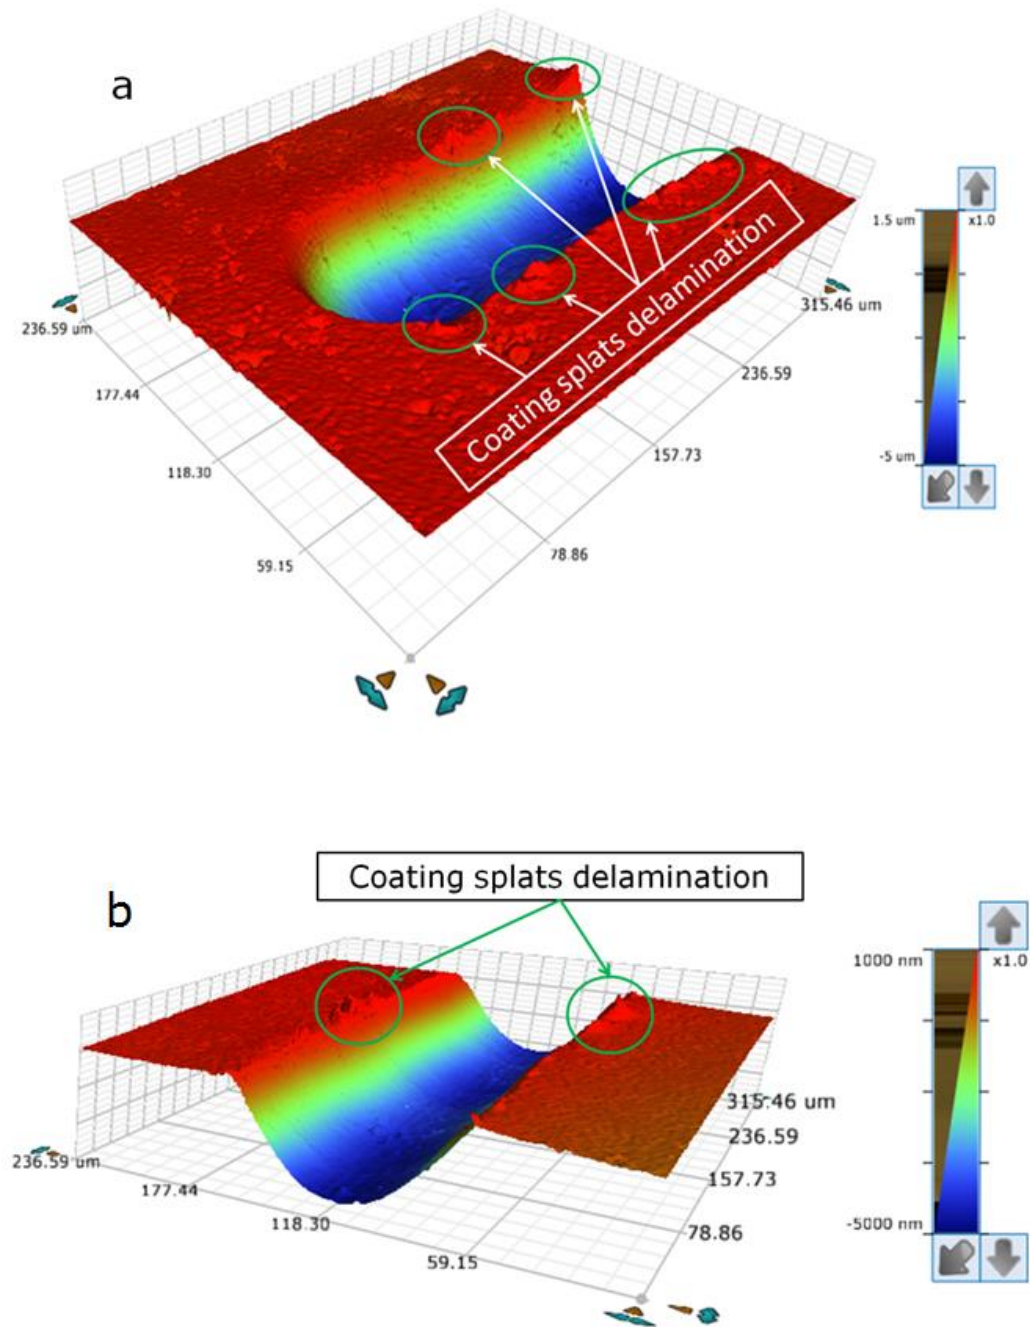 a
1.5 um
x1.0
-5 um
236.59 um
177.44
118.30
59.15
78.86
157.73
236.59
315.46 um
Coating splats delamination
Coating splats delamination
b
1000 nm
x1.0
-5000 nm
236.59 um
177.44
118.30
59.15
78.86
157.73
236.59
315.46 um